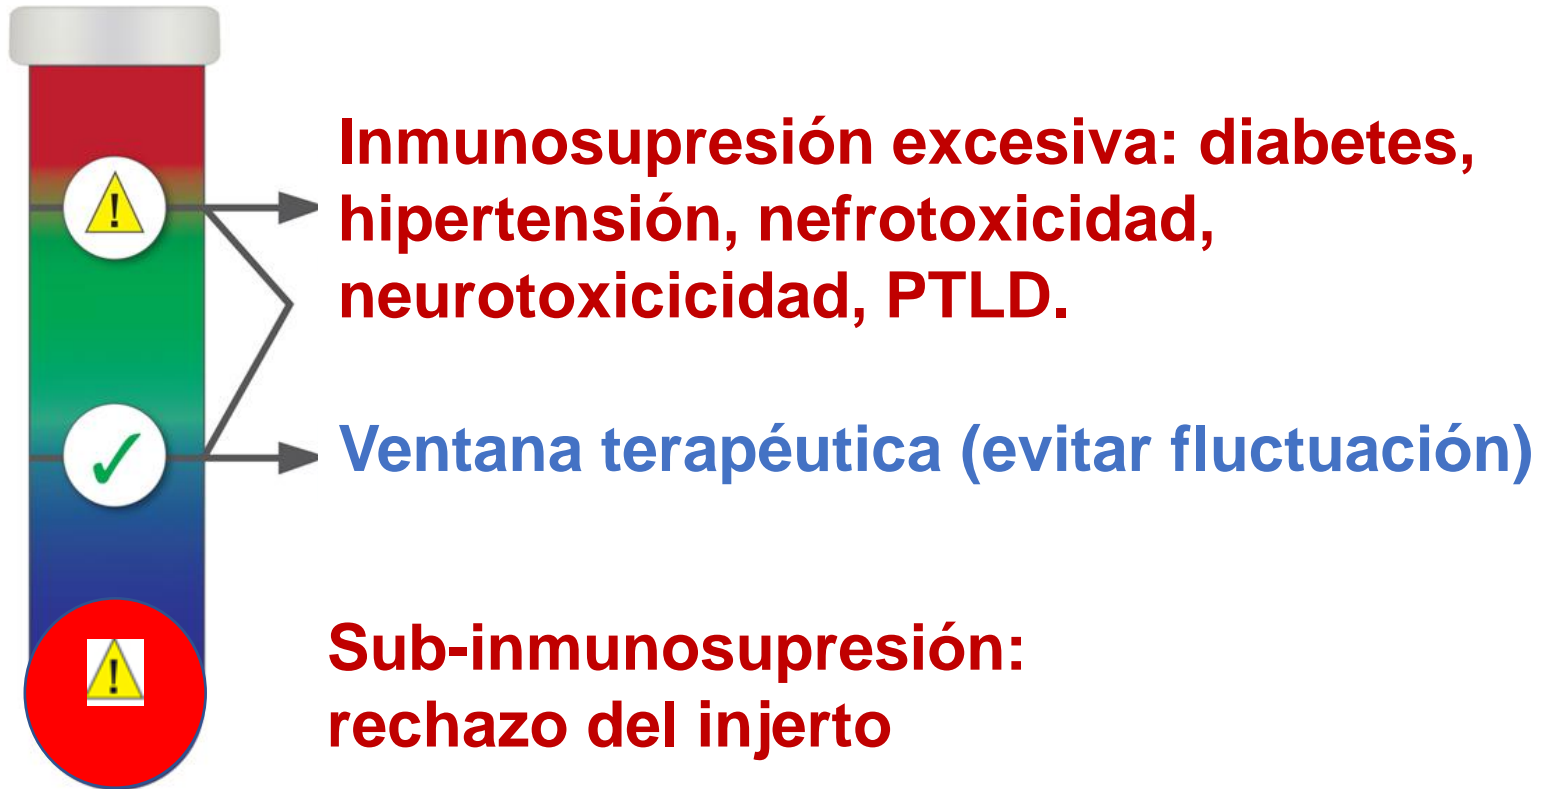 Inmunosupresión excesiva: diabetes,
hipertensión, nefrotoxicidad,
neurotoxicicidad, PTLD.
Ventana terapéutica (evitar fluctuación)
Sub-inmunosupresión:
rechazo del injerto